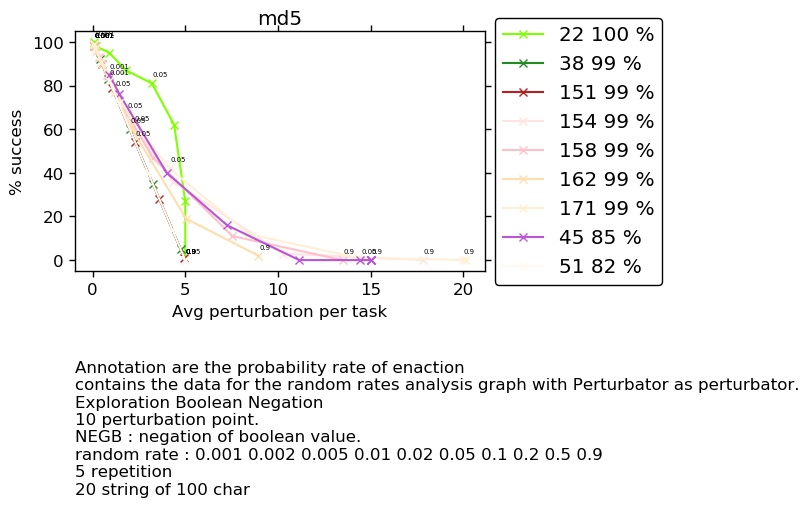 md5
100
80
60
40
20
0
% success
0 5 10 15 20
Avg perturbation per task
0.001
0.001
0.05
0.05
0.05
0.05
0.05
0.05
0.9
0.9
0.9
0.9
22 100 %
38 99 %
151 99 %
154 99 %
158 99 %
162 99 %
171 99 %
45 85 %
51 82 %
Annotation are the probability rate of enaction
contains the data for the random rates analysis graph with Perturbator as perturbator.
Exploration Boolean Negation
10 perturbation point.
NEGB : negation of boolean value.
random rate : 0.001 0.002 0.005 0.01 0.02 0.05 0.1 0.2 0.5 0.9
5 repetition
20 string of 100 char